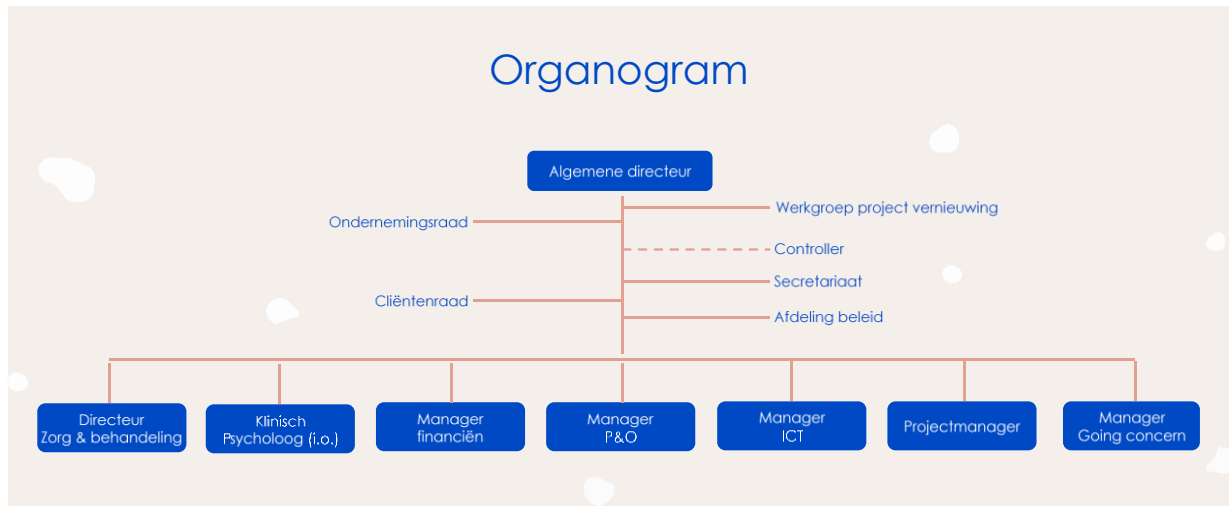 Organogram
Algemene directeur
Werkgroep project vernieuwing
Ondernemingsraad
Controller
Secretariaat
Cliëntenraad
Afdeling beleid
Directeur
Zorg & behandeling
Klinisch
Psycholoog (i.o.)
Manager
financiën
Manager
P&O
Manager
ICT
Projectmanager
Manager
Going concern